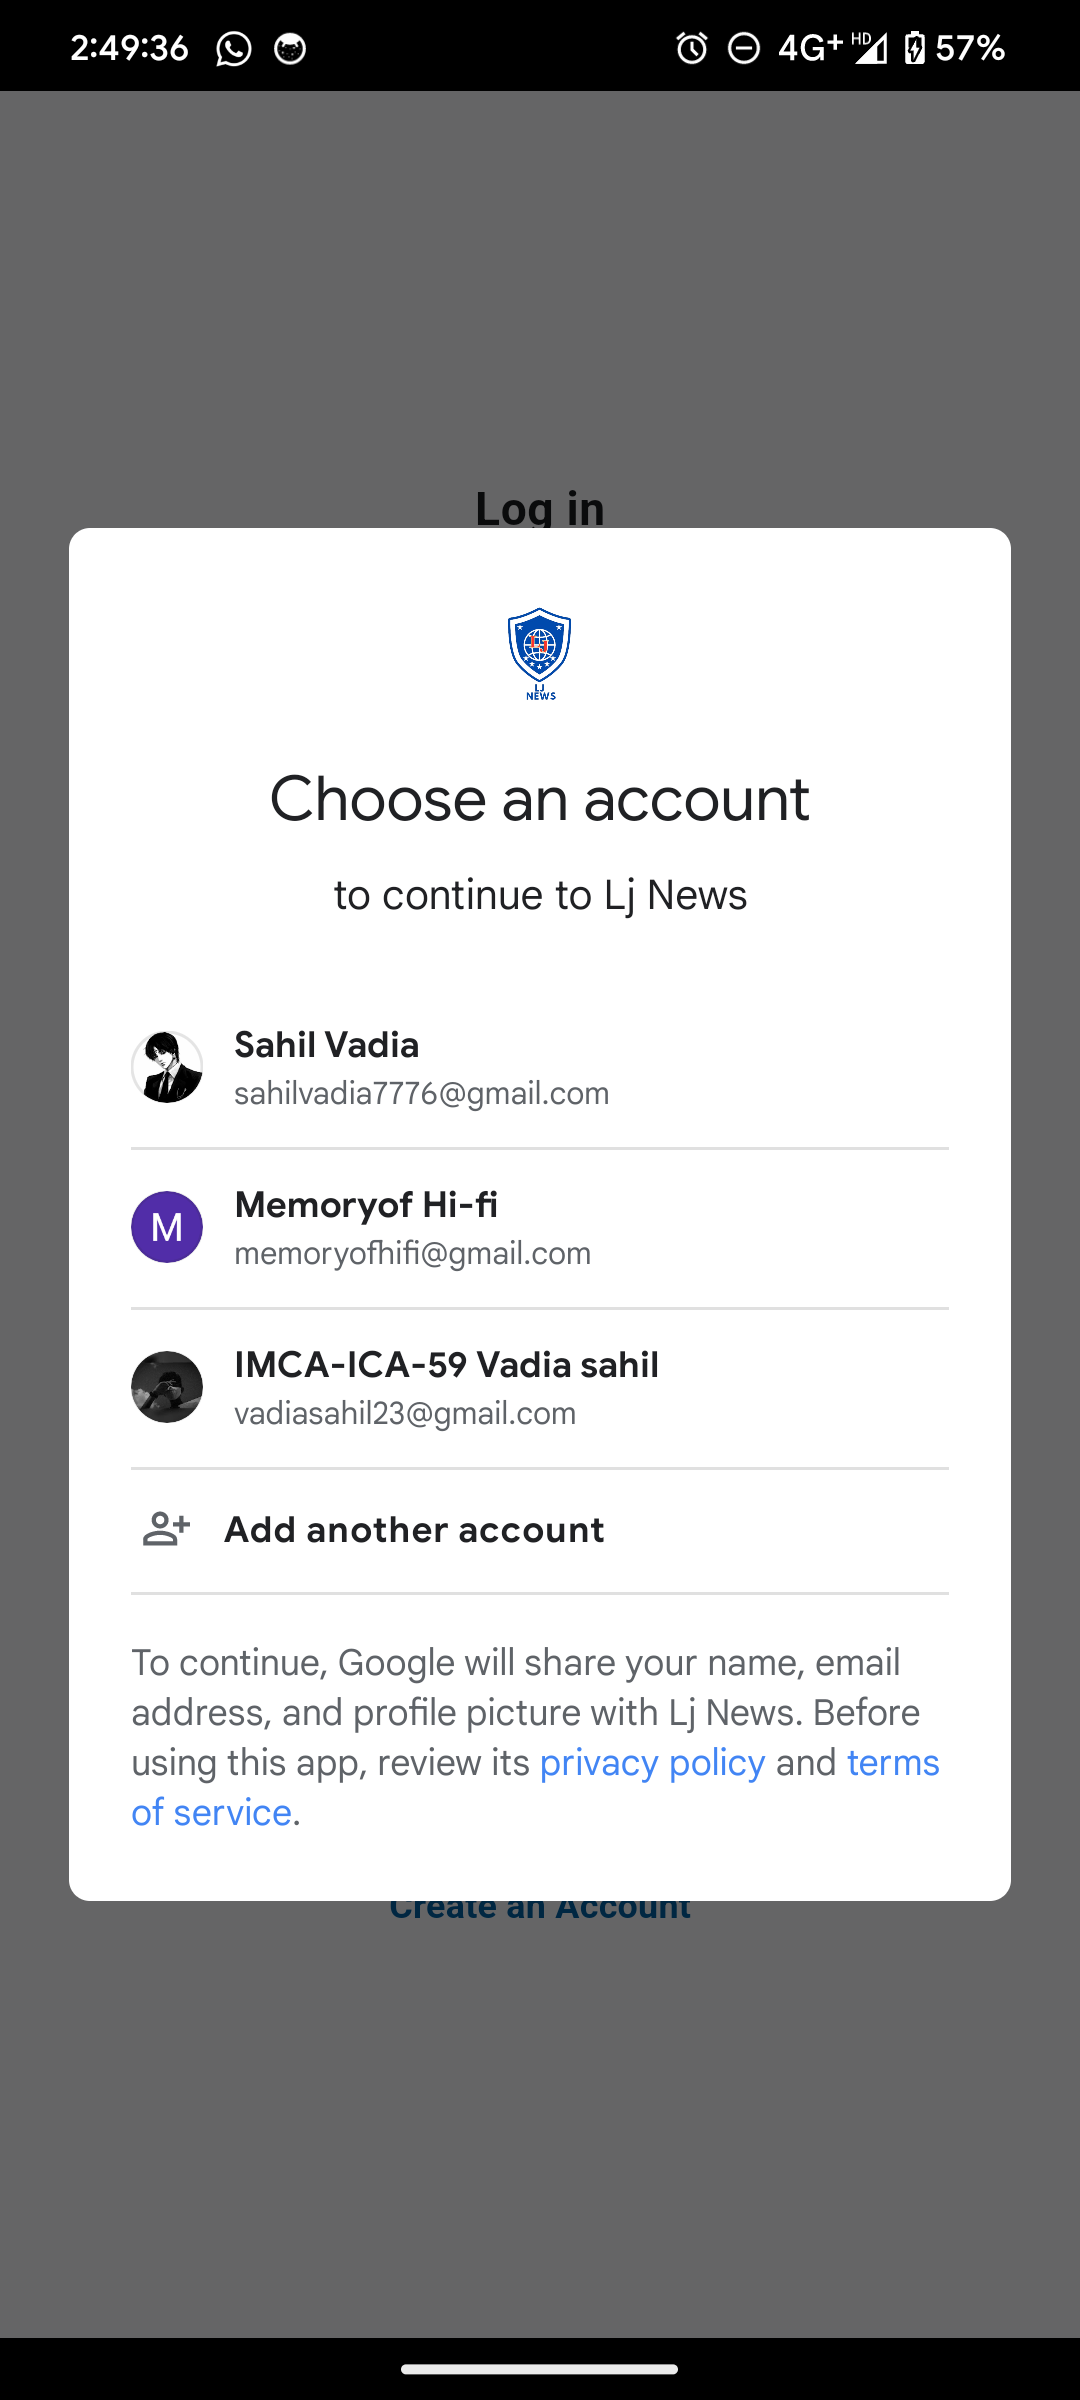 2:49:36 4G+ HD 57%
Log in
LJ
LJ
NEWS
Choose an account
to continue to Lj News
Sahil Vadia
sahilvadia7776@gmail.com
M
Memoryof Hi-fi
memoryofhifi@gmail.com
IMCA-ICA-59 Vadia sahil
vadiasahil23@gmail.com
Add another account
To continue, Google will share your name, email
address, and profile picture with Lj News. Before
using this app, review its privacy policy and terms
of service.
Create an Account